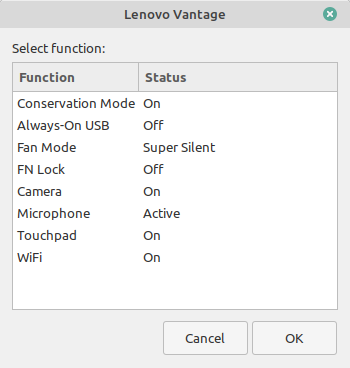 Lenovo Vantage
Select function:
Function Status
Conservation Mode On
Always-On USB Off
Fan Mode Super Silent
FN Lock Off
Camera On
Microphone Active
Touchpad On
WiFi On
Cancel OK